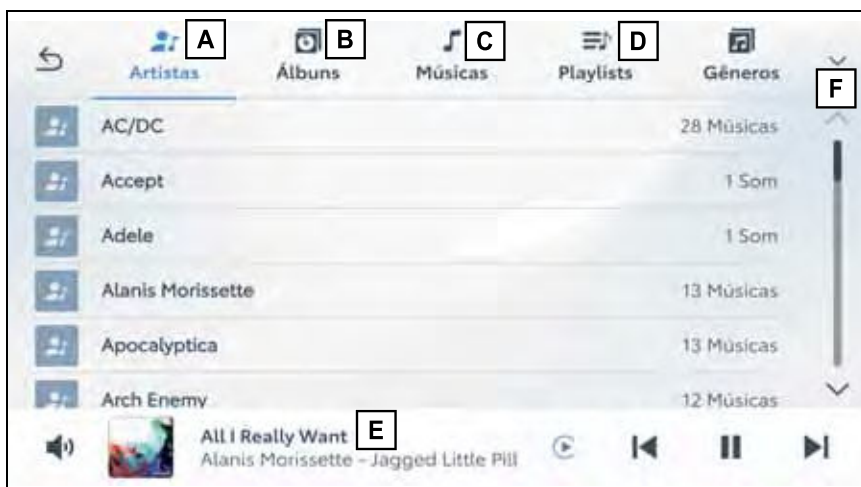 A B C D
Artistas Álbuns Músicas Playlists Gêneros
F
AC/DC 28 Músicas
Accept 1 Som
Adele 1 Som
Alanis Morissette 13 Músicas
Apocalyptica 13 Músicas
Arch Enemy 12 Músicas
All I Really Want E
Alanis Morissette - Jagged Little Pill